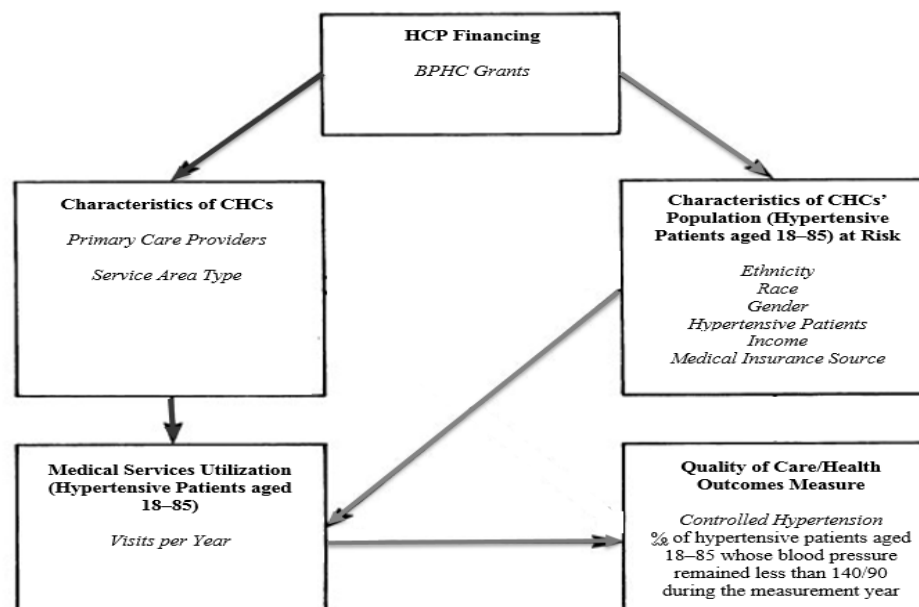 HCP Financing
BPHC Grants
Characteristics of CHCs
Primary Care Providers
Service Area Type
Characteristics of CHCs’
Population (Hypertensive
Patients aged 18–85) at Risk
Ethnicity
Race
Gender
Hypertensive Patients
Income
Medical Insurance Source
Medical Services Utilization
(Hypertensive Patients aged
18–85)
Visits per Year
Quality of Care/Health
Outcomes Measure
Controlled Hypertension
% of hypertensive patients aged
18–85 whose blood pressure
remained less than 140/90
during the measurement year